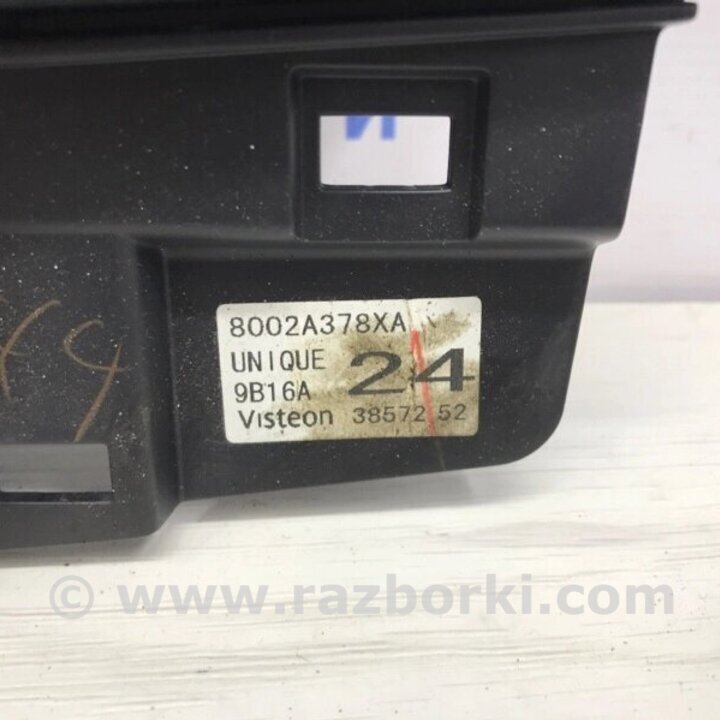 8002A378XA
UNIQUE 24
9B16A
Visteon 38572 52
© www.razborki.com